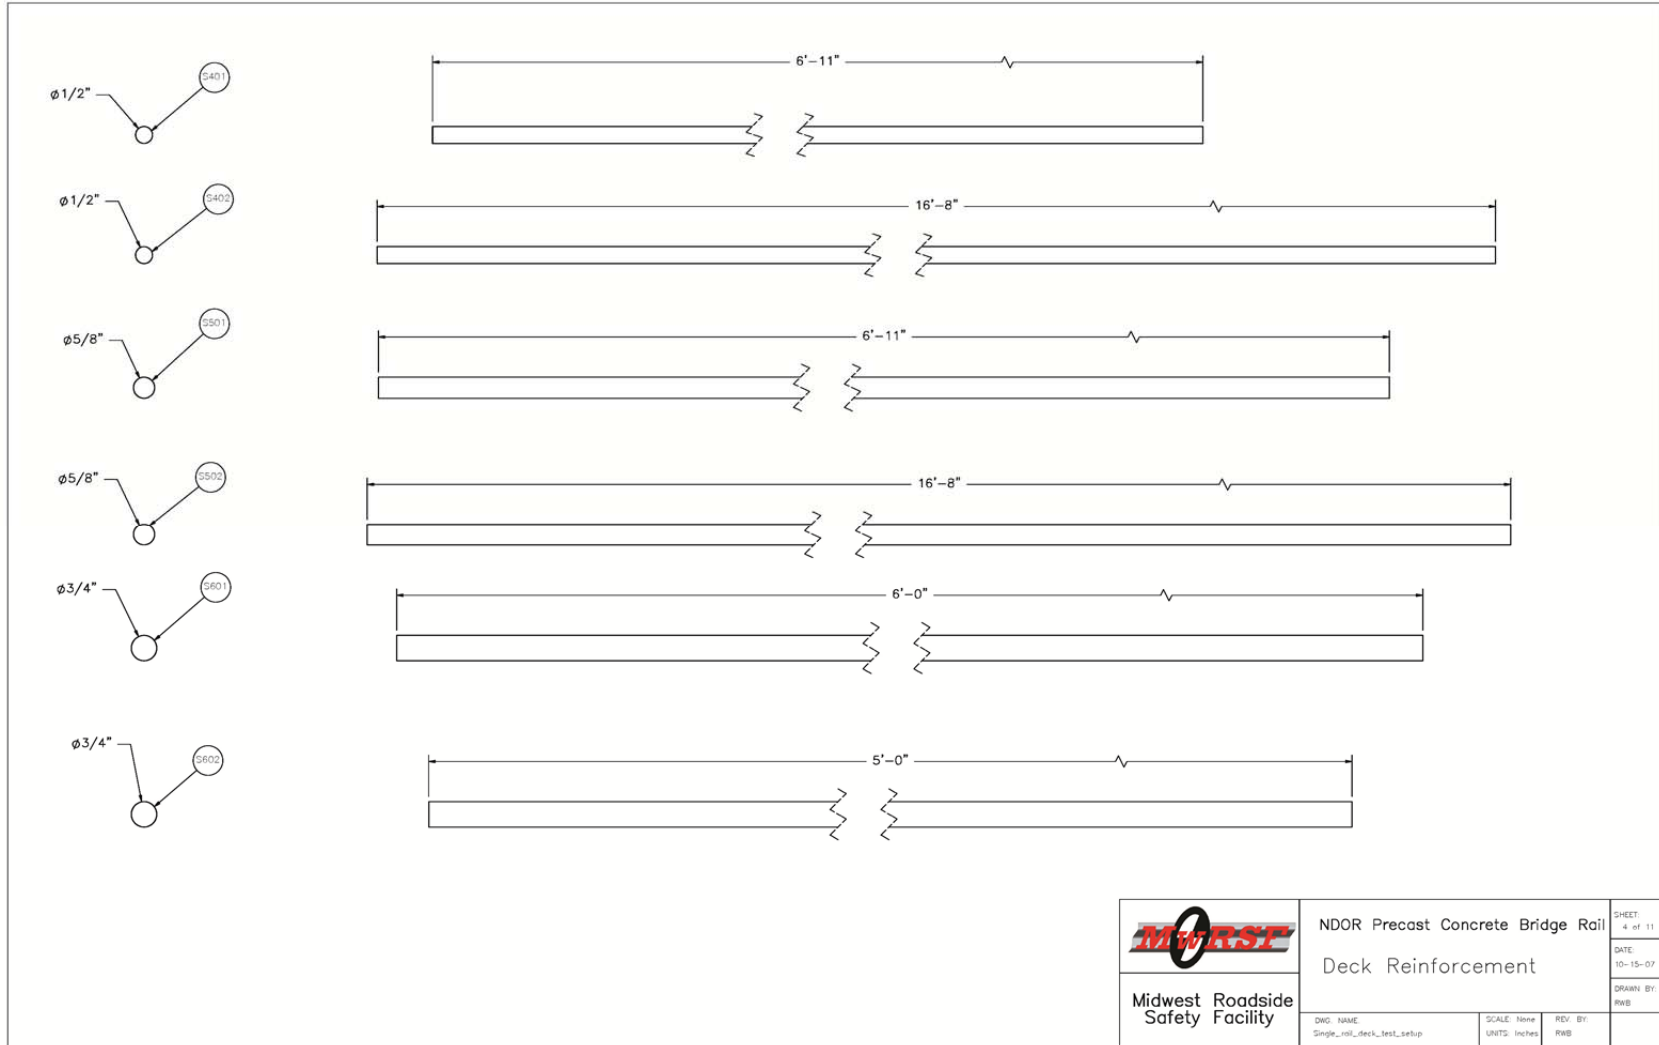 S401
6'-11"
ø1/2"
S402
ø1/2"
16'-8"
S501
ø5/8"
6'-11"
S502
ø5/8"
16'-8"
S601
ø3/4"
6'-0"
ø3/4"
S602
5'-0"
MwRSF
Midwest Roadside
Safety Facility
NDOR Precast Concrete Bridge Rail
Deck Reinforcement
SHEET:
4 of 11
DATE:
10-15-07
DRAWN BY:
RWB
DWG. NAME.
Single_rail_deck_test_setup
SCALE: None
UNITS: Inches
REV. BY:
RWB